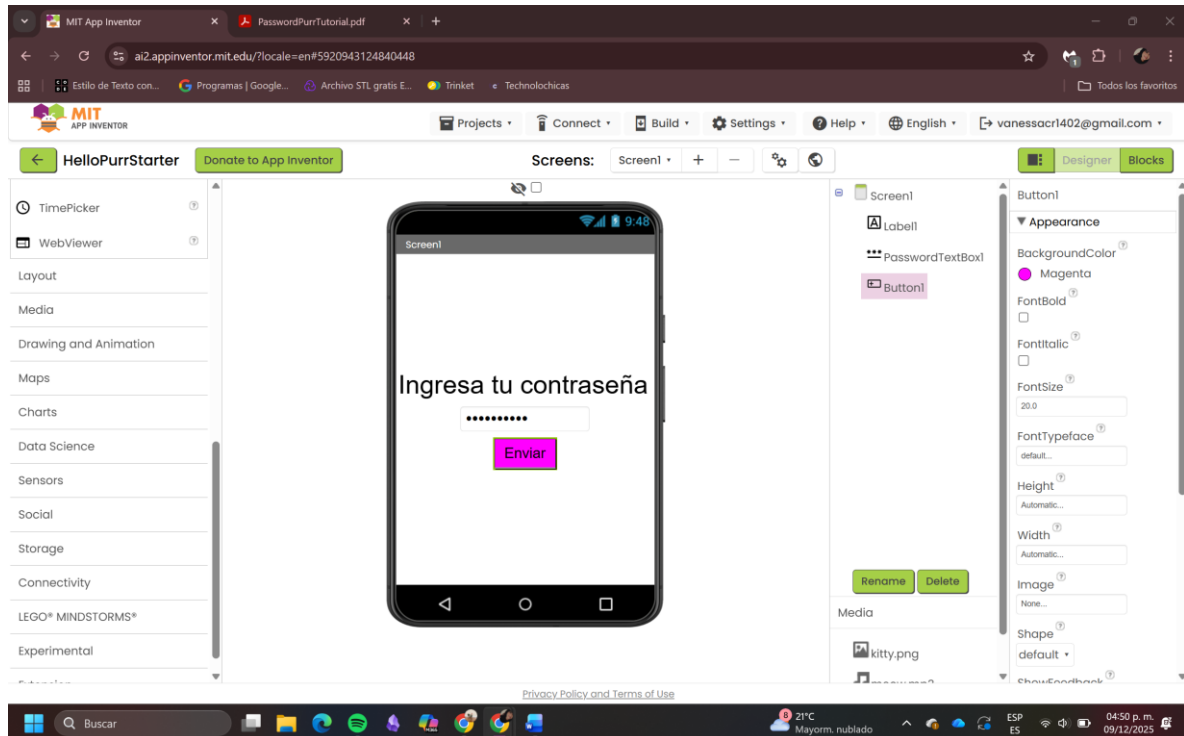 MIT App Inventor
PasswordPurrTutorial.pdf
ai2.appinventor.mit.edu/?locale=en#5920943124840448
Estilo de Texto con...
Programas | Google...
Archivo STL gratis E...
Trinket
Technolochicas
Todos los favoritos
MIT
APP INVENTOR
Projects
Connect
Build
Settings
Help
English
vanessacr1402@gmail.com
HelloPurrStarter
Donate to App Inventor
Screens:
Screen1
Designer
Blocks
TimePicker
WebViewer
Layout
Media
Drawing and Animation
Maps
Charts
Data Science
Sensors
Social
Storage
Connectivity
LEGO® MINDSTORMS®
Experimental
9:48
Screen1
Ingresa tu contraseña
••••••••••
Enviar
Screen1
Label1
PasswordTextBox1
Button1
Rename
Delete
Media
kitty.png
meow.mp3
Button1
Appearance
BackgroundColor
Magenta
FontBold
FontItalic
FontSize
20.0
FontTypeface
default...
Height
Automatic...
Width
Automatic...
Image
None...
Shape
default
ShowFeedback
Privacy Policy and Terms of Use
Buscar
8
21°C
Mayorm. nublado
ESP
ES
04:50 p. m.
09/12/2025